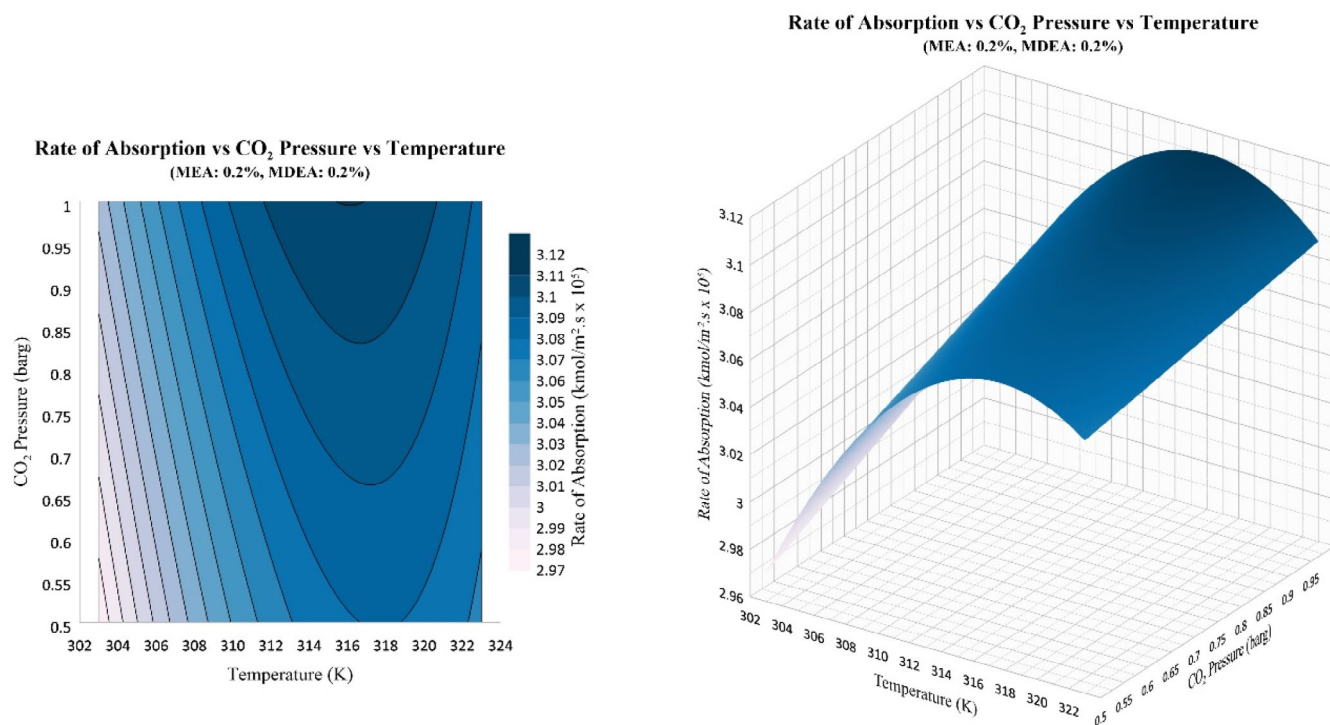 Rate of Absorption vs CO₂ Pressure vs Temperature
(MEA: 0.2%, MDEA: 0.2%)
CO₂ Pressure (barg)
1
0.95
0.9
0.85
0.8
0.75
0.7
0.65
0.6
0.55
0.5
302 304 306 308 310 312 314 316 318 320 322 324
Temperature (K)
3.12
3.11
3.1
3.09
3.08
3.07
3.06
3.05
3.04
3.03
3.02
3.01
3
2.99
2.98
2.97
Rate of Absorption (kmol/m².s x 10⁵)
Rate of Absorption vs CO₂ Pressure vs Temperature
(MEA: 0.2%, MDEA: 0.2%)
Rate of Absorption (kmol/m².s x 10⁵)
3.12
3.1
3.08
3.06
3.04
3.02
3
2.98
2.96
302 304 306 308 310 312 314 316 318 320 322
Temperature (K)
0.5 0.55 0.6 0.65 0.7 0.75 0.8 0.85 0.9 0.95
CO₂ Pressure (barg)